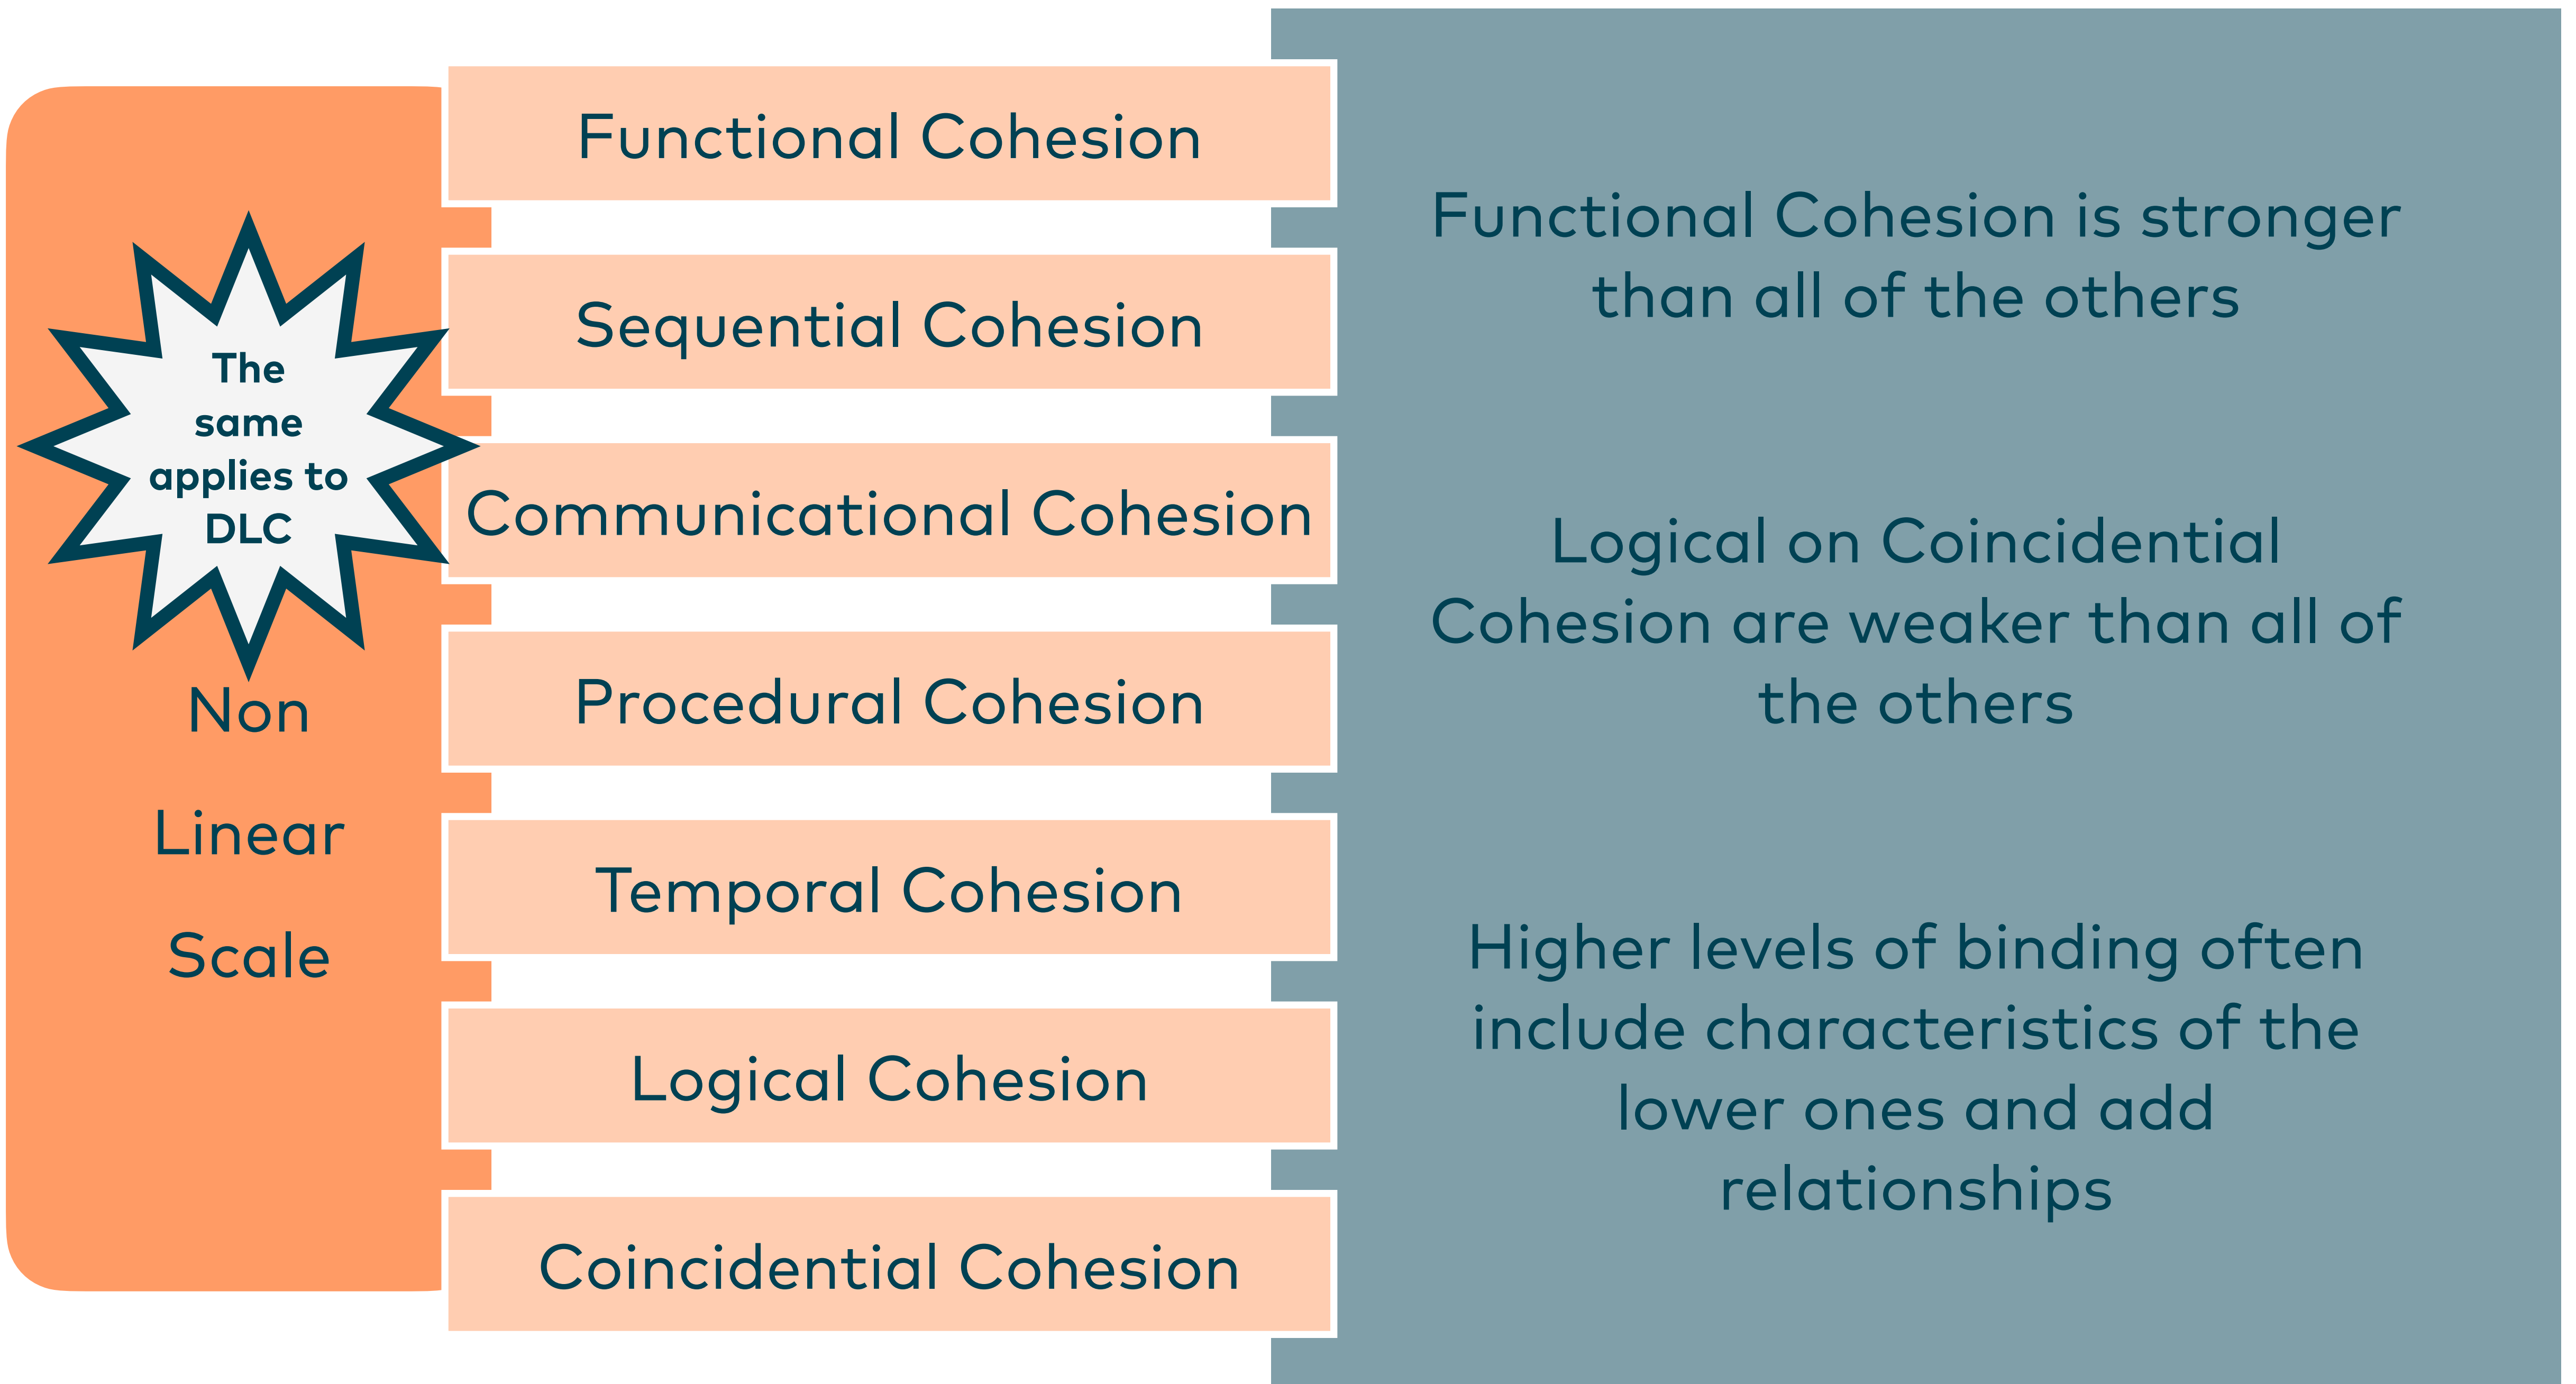 The
same
applies to
DLC
Non
Linear
Scale
Functional Cohesion
Sequential Cohesion
Communicational Cohesion
Procedural Cohesion
Temporal Cohesion
Logical Cohesion
Coincidential Cohesion
Functional Cohesion is stronger
than all of the others
Logical on Coincidential
Cohesion are weaker than all of
the others
Higher levels of binding often
include characteristics of the
lower ones and add
relationships